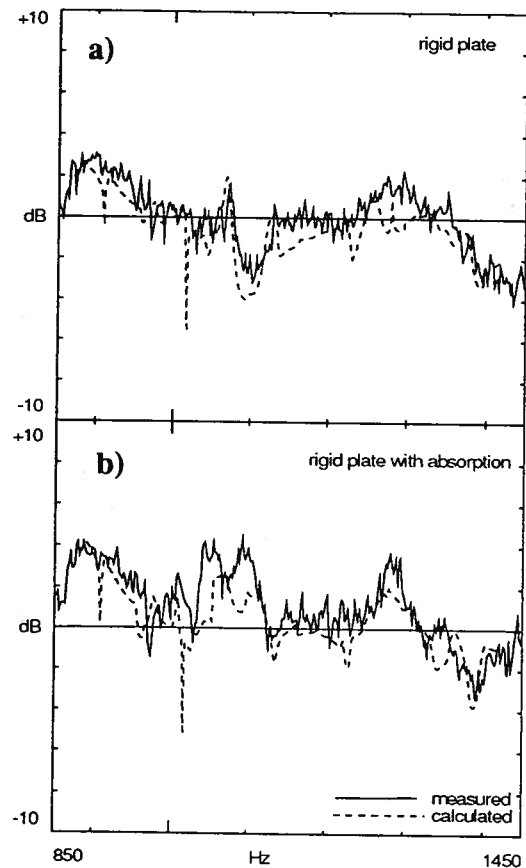 +10
a)
rigid plate
dB
-10
+10
b)
rigid plate with absorption
dB
measured
calculated
-10
850
Hz
1450